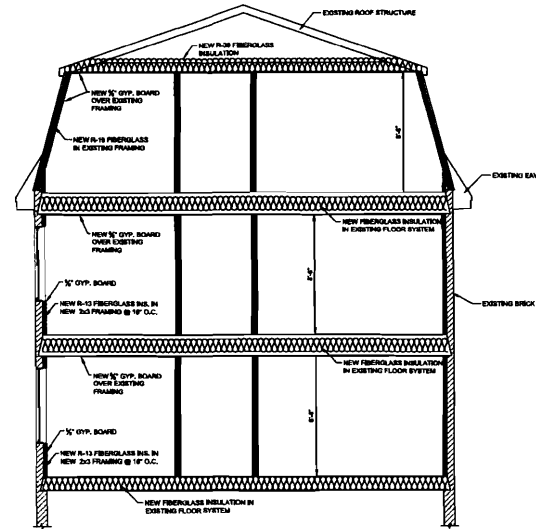 EXISTING ROOF STRUCTURE
NEW R-38 FIBERGLASS
INSULATION
NEW ⅝" GYP. BOARD
OVER EXISTING
FRAMING
NEW R-19 FIBERGLASS
IN EXISTING FRAMING
EXISTING EAV
NEW FIBERGLASS INSULATION
IN EXISTING FLOOR SYSTEM
NEW ⅝" GYP. BOARD
OVER EXISTING
FRAMING
GYP. BOARD
NEW R-13 FIBERGLASS INS. IN
NEW 2x3 FRAMING @ 16" O.C.
EXISTING BRICK
NEW FIBERGLASS INSULATION
IN EXISTING FLOOR SYSTEM
NEW ⅝" GYP. BOARD
OVER EXISTING
FRAMING
GYP. BOARD
NEW R-13 FIBERGLASS INS. IN
NEW 2x3 FRAMING @ 16" O.C.
NEW FIBERGLASS INSULATION IN
EXISTING FLOOR SYSTEM